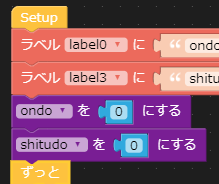 Setup
ラベル label0 に “ ondo
ラベル label3 に “ shitu
ondo を 0 にする
shitudo を 0 にする
ずっと